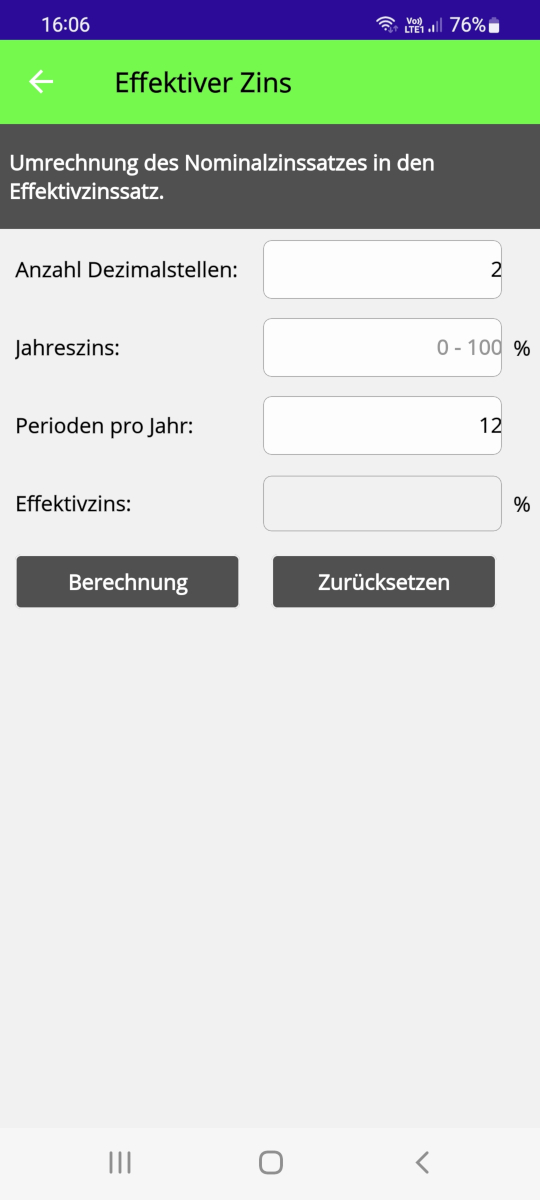 16:06 Vo)) LTE1 76%
Effektiver Zins
Umrechnung des Nominalzinssatzes in den
Effektivzinssatz.
Anzahl Dezimalstellen: 2
Jahreszins: 0 - 100 %
Perioden pro Jahr: 12
Effektivzins: %
Berechnung Zurücksetzen